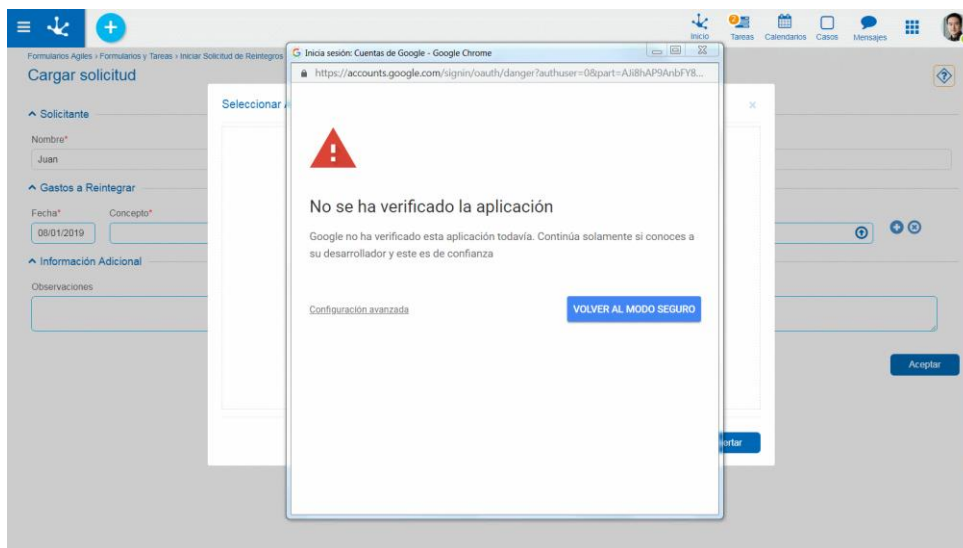 Inicio
Tareas
Calendarios
Casos
Mensajes
Formularios Agiles › Formularios y Tareas › Iniciar Solicitud de Reintegros
Cargar solicitud
Solicitante
Nombre*
Juan
Gastos a Reintegrar
Fecha*
Concepto*
08/01/2019
Información Adicional
Observaciones
Aceptar
Seleccionar
Inicia sesión: Cuentas de Google - Google Chrome
https://accounts.google.com/signin/oauth/danger?authuser=0&part=AJi8hAP9AnbFY8...
No se ha verificado la aplicación
Google no ha verificado esta aplicación todavía. Continúa solamente si conoces a
su desarrollador y este es de confianza
Configuración avanzada
VOLVER AL MODO SEGURO